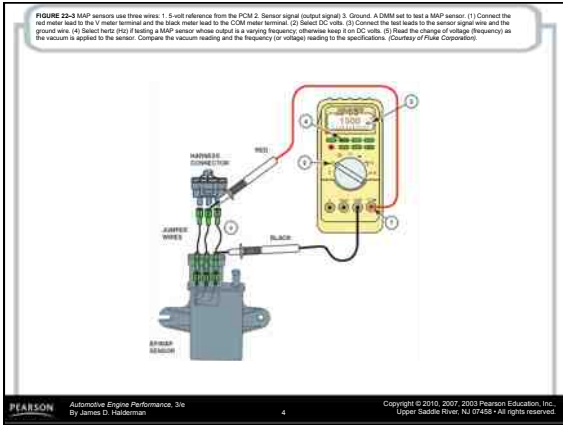 FIGURE 22–3 MAP sensors use three wires: 1. 5-volt reference from the PCM 2. Sensor signal (output signal) 3. Ground. A DMM set to test a MAP sensor. (1) Connect the
red meter lead to the V meter terminal and the black meter lead to the COM meter terminal. (2) Select DC volts. (3) Connect the test leads to the sensor signal wire and the
ground wire. (4) Select hertz (Hz) if testing a MAP sensor whose output is a varying frequency; otherwise keep it on DC volts. (5) Read the change of voltage (frequency) as
the vacuum is applied to the sensor. Compare the vacuum reading and the frequency (or voltage) reading to the specifications. (Courtesy of Fluke Corporation).
HARNESS
CONNECTOR
RED
JUMPER
WIRES
BLACK
BP/MAP
SENSOR
PEARSON
Automotive Engine Performance, 3/e
By James D. Halderman
4
Copyright © 2010, 2007, 2003 Pearson Education, Inc.,
Upper Saddle River, NJ 07458 • All rights reserved.